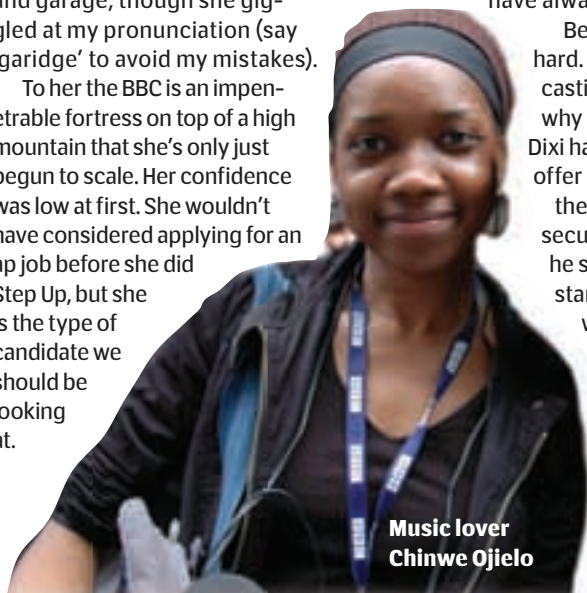 and garage, though she gig-
gled at my pronunciation (say
'garidge' to avoid my mistakes).
To her the BBC is an impen-
etrable fortress on top of a high
mountain that she's only just
begun to scale. Her confidence
was low at first. She wouldn't
have considered applying for an
ap job before she did
Step Up, but she
is the type of
candidate we
should be
looking
at.
have alwa
Be
hard.
casti
why
Dixi ha
offer
the
secu
he s
star
Music lover
Chinwe Ojielo